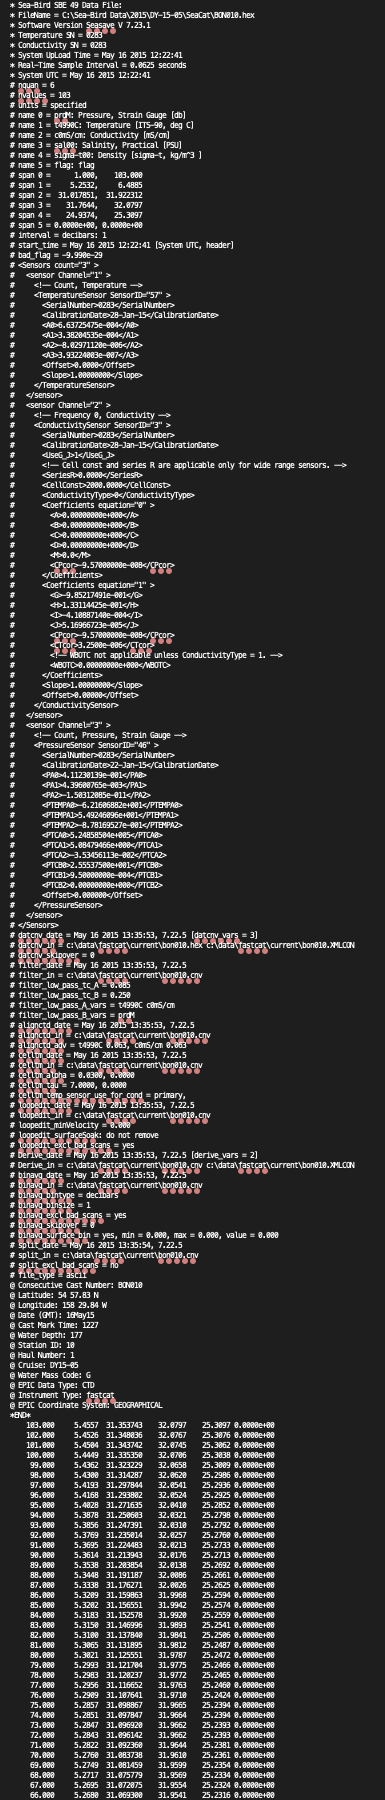 * Sea-Bird SBE 49 Data File:
* FileName = C:\Sea-Bird Data\2015\DY-15-05\SeaCat\BON010.hex
* Software Version Seasave V 7.23.1
* Temperature SN = 0283
* Conductivity SN = 0283
* System UpLoad Time = May 16 2015 12:22:41
* Real-Time Sample Interval = 0.0625 seconds
* System UTC = May 16 2015 12:22:41
# nquan = 6
# nvalues = 103
# units = specified
# name 0 = prdM: Pressure, Strain Gauge [db]
# name 1 = t4990C: Temperature [ITS-90, deg C]
# name 2 = c0mS/cm: Conductivity [mS/cm]
# name 3 = sal00: Salinity, Practical [PSU]
# name 4 = sigma-t00: Density [sigma-t, kg/m^3 ]
# name 5 = flag: flag
# span 0 = 1.000, 103.000
# span 1 = 5.2532, 6.4885
# span 2 = 31.017851, 31.922312
# span 3 = 31.7644, 32.0797
# span 4 = 24.9374, 25.3097
# span 5 = 0.0000e+00, 0.0000e+00
# interval = decibars: 1
# start_time = May 16 2015 12:22:41 [System UTC, header]
# bad_flag = -9.990e-29
# <Sensors count="3" >
# <sensor Channel="1" >
# <!-- Count, Temperature -->
# <TemperatureSensor SensorID="57" >
# <SerialNumber>0283</SerialNumber>
# <CalibrationDate>28-Jan-15</CalibrationDate>
# <A0>6.63725475e-004</A0>
# <A1>3.38204535e-004</A1>
# <A2>-8.02971120e-006</A2>
# <A3>3.93224003e-007</A3>
# <Offset>0.0000</Offset>
# <Slope>1.00000000</Slope>
# </TemperatureSensor>
# </sensor>
# <sensor Channel="2" >
# <!-- Frequency 0, Conductivity -->
# <ConductivitySensor SensorID="3" >
# <SerialNumber>0283</SerialNumber>
# <CalibrationDate>28-Jan-15</CalibrationDate>
# <UseG_J>1</UseG_J>
# <!-- Cell const and series R are applicable only for wide range sensors. -->
# <SeriesR>0.0000</SeriesR>
# <CellConst>2000.0000</CellConst>
# <ConductivityType>0</ConductivityType>
# <Coefficients equation="0" >
# <A>0.00000000e+000</A>
# <B>0.00000000e+000</B>
# <C>0.00000000e+000</C>
# <D>0.00000000e+000</D>
# <M>0.0</M>
# <CPcor>-9.57000000e-008</CPcor>
# </Coefficients>
# <Coefficients equation="1" >
# <G>-9.85217491e-001</G>
# <H>1.33114425e-001</H>
# <I>-4.10887140e-004</I>
# <J>5.16966723e-005</J>
# <CPcor>-9.57000000e-008</CPcor>
# <CTcor>3.2500e-006</CTcor>
# <!-- WBOTC not applicable unless ConductivityType = 1. -->
# <WBOTC>0.00000000e+000</WBOTC>
# </Coefficients>
# <Slope>1.00000000</Slope>
# <Offset>0.00000</Offset>
# </ConductivitySensor>
# </sensor>
# <sensor Channel="3" >
# <!-- Count, Pressure, Strain Gauge -->
# <PressureSensor SensorID="46" >
# <SerialNumber>0283</SerialNumber>
# <CalibrationDate>22-Jan-15</CalibrationDate>
# <PA0>4.11230139e-001</PA0>
# <PA1>4.39600765e-003</PA1>
# <PA2>-1.50312085e-011</PA2>
# <PTEMPA0>-6.21606882e+001</PTEMPA0>
# <PTEMPA1>5.49246096e+001</PTEMPA1>
# <PTEMPA2>-8.78169527e-001</PTEMPA2>
# <PTCA0>5.24858504e+005</PTCA0>
# <PTCA1>5.08479466e+000</PTCA1>
# <PTCA2>-3.53456113e-002</PTCA2>
# <PTCB0>2.55537500e+001</PTCB0>
# <PTCB1>9.50000000e-004</PTCB1>
# <PTCB2>0.00000000e+000</PTCB2>
# <Offset>0.0000</Offset>
# </PressureSensor>
# </sensor>
# </Sensors>
# datcnv_date = May 16 2015 13:35:53, 7.22.5 [datcnv_vars = 3]
# datcnv_in = c:\data\fastcat\current\bon010.hex c:\data\fastcat\current\bon010.XMLCON
# datcnv_skipover = 0
# filter_date = May 16 2015 13:35:53, 7.22.5
# filter_in = c:\data\fastcat\current\bon010.cnv
# filter_low_pass_tc_A = 0.085
# filter_low_pass_tc_B = 0.250
# filter_low_pass_A_vars = t4990C c0mS/cm
# filter_low_pass_B_vars = prdM
# alignctd_date = May 16 2015 13:35:53, 7.22.5
# alignctd_in = c:\data\fastcat\current\bon010.cnv
# alignctd_adv = t4990C 0.063, c0mS/cm 0.063
# celltm_date = May 16 2015 13:35:53, 7.22.5
# celltm_in = c:\data\fastcat\current\bon010.cnv
# celltm_alpha = 0.0300, 0.0000
# celltm_tau = 7.0000, 0.0000
# celltm_temp_sensor_use_for_cond = primary,
# loopedit_date = May 16 2015 13:35:53, 7.22.5
# loopedit_in = c:\data\fastcat\current\bon010.cnv
# loopedit_minVelocity = 0.000
# loopedit_surfaceSoak: do not remove
# loopedit_excl_bad_scans = yes
# Derive_date = May 16 2015 13:35:53, 7.22.5 [derive_vars = 2]
# Derive_in = c:\data\fastcat\current\bon010.cnv c:\data\fastcat\current\bon010.XMLCON
# binavg_date = May 16 2015 13:35:53, 7.22.5
# binavg_in = c:\data\fastcat\current\bon010.cnv
# binavg_bintype = decibars
# binavg_binsize = 1
# binavg_excl_bad_scans = yes
# binavg_skipover = 0
# binavg_surface_bin = yes, min = 0.000, max = 0.000, value = 0.000
# split_date = May 16 2015 13:35:54, 7.22.5
# split_in = c:\data\fastcat\current\bon010.cnv
# split_excl_bad_scans = no
# file_type = ascii
@ Consecutive Cast Number: BON010
@ Latitude: 54 57.83 N
@ Longitude: 158 29.84 W
@ Date (GMT): 16May15
@ Cast Mark Time: 1227
@ Water Depth: 177
@ Station ID: 10
@ Haul Number: 1
@ Cruise: DY15-05
@ Water Mass Code: G
@ EPIC Data Type: CTD
@ Instrument Type: fastcat
@ EPIC Coordinate System: GEOGRAPHICAL
*END*
103.000 5.4557 31.353743 32.0797 25.3097 0.0000e+00
102.000 5.4526 31.348036 32.0767 25.3076 0.0000e+00
101.000 5.4504 31.343742 32.0745 25.3062 0.0000e+00
100.000 5.4449 31.335350 32.0706 25.3038 0.0000e+00
99.000 5.4362 31.323229 32.0658 25.3009 0.0000e+00
98.000 5.4300 31.314287 32.0620 25.2986 0.0000e+00
97.000 5.4193 31.297844 32.0541 25.2936 0.0000e+00
96.000 5.4168 31.293802 32.0524 25.2925 0.0000e+00
95.000 5.4028 31.271635 32.0410 25.2852 0.0000e+00
94.000 5.3878 31.250603 32.0321 25.2798 0.0000e+00
93.000 5.3856 31.247391 32.0310 25.2792 0.0000e+00
92.000 5.3769 31.235014 32.0257 25.2760 0.0000e+00
91.000 5.3695 31.224483 32.0213 25.2733 0.0000e+00
90.000 5.3614 31.213943 32.0176 25.2713 0.0000e+00
89.000 5.3538 31.203854 32.0138 25.2692 0.0000e+00
88.000 5.3448 31.191187 32.0086 25.2661 0.0000e+00
87.000 5.3338 31.176271 32.0026 25.2625 0.0000e+00
86.000 5.3209 31.159863 31.9968 25.2594 0.0000e+00
85.000 5.3202 31.156551 31.9942 25.2574 0.0000e+00
84.000 5.3183 31.152578 31.9920 25.2559 0.0000e+00
83.000 5.3150 31.146996 31.9893 25.2541 0.0000e+00
82.000 5.3100 31.137840 31.9841 25.2506 0.0000e+00
81.000 5.3065 31.131895 31.9812 25.2487 0.0000e+00
80.000 5.3021 31.125551 31.9787 25.2472 0.0000e+00
79.000 5.2993 31.121704 31.9775 25.2466 0.0000e+00
78.000 5.2983 31.120237 31.9772 25.2465 0.0000e+00
77.000 5.2956 31.116652 31.9763 25.2460 0.0000e+00
76.000 5.2909 31.107641 31.9710 25.2424 0.0000e+00
75.000 5.2857 31.098867 31.9665 25.2394 0.0000e+00
74.000 5.2851 31.097847 31.9664 25.2394 0.0000e+00
73.000 5.2847 31.096920 31.9662 25.2393 0.0000e+00
72.000 5.2843 31.096142 31.9661 25.2393 0.0000e+00
71.000 5.2822 31.092360 31.9644 25.2382 0.0000e+00
70.000 5.2760 31.083738 31.9610 25.2361 0.0000e+00
69.000 5.2749 31.081459 31.9599 25.2354 0.0000e+00
68.000 5.2717 31.075779 31.9569 25.2334 0.0000e+00
67.000 5.2695 31.072075 31.9554 25.2324 0.0000e+00
66.000 5.2680 31.069300 31.9541 25.2316 0.0000e+00